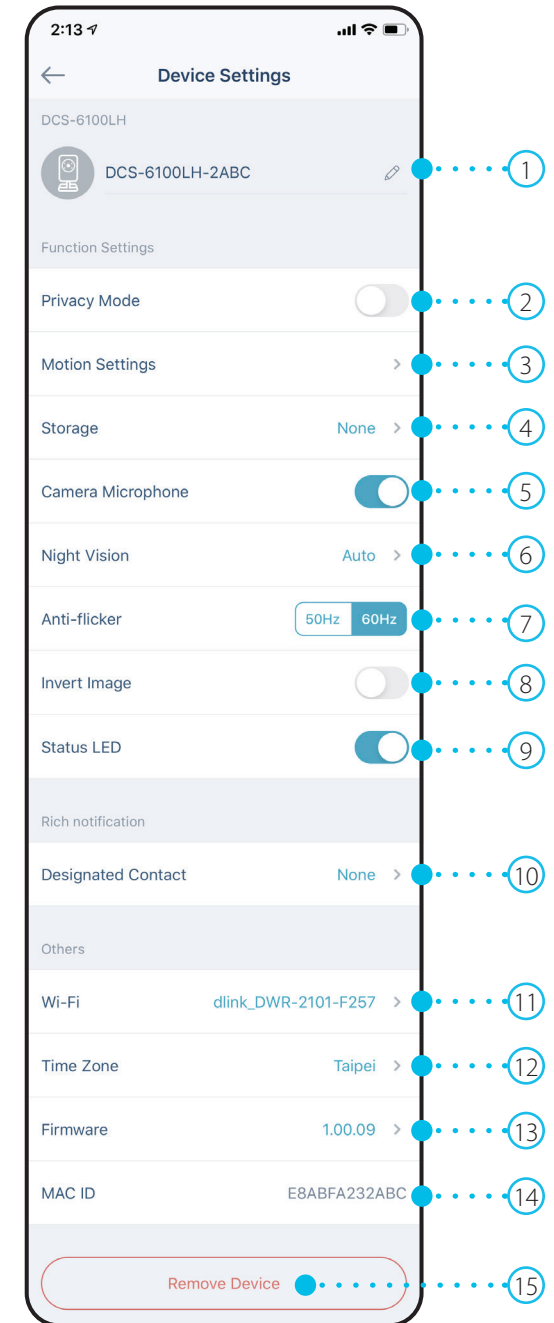 2:13
Device Settings
DCS-6100LH
DCS-6100LH-2ABC 1
Function Settings
Privacy Mode 2
Motion Settings 3
Storage None 4
Camera Microphone 5
Night Vision Auto 6
Anti-flicker 50Hz 60Hz 7
Invert Image 8
Status LED 9
Rich notification
Designated Contact None 10
Others
Wi-Fi dlink_DWR-2101-F257 11
Time Zone Taipei 12
Firmware 1.00.09 13
MAC ID E8ABFA232ABC 14
Remove Device 15